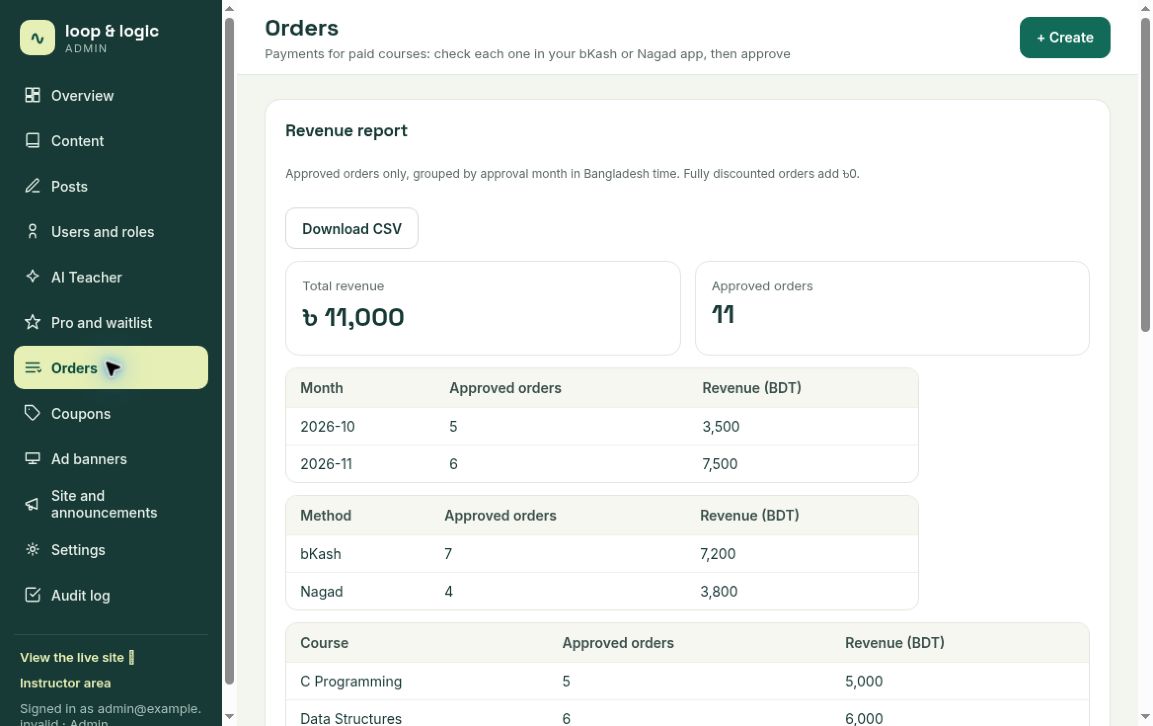 loop & logic
ADMIN
Overview
Content
Posts
Users and roles
AI Teacher
Pro and waitlist
Orders
Coupons
Ad banners
Site and
announcements
Settings
Audit log
View the live site
Instructor area
Signed in as admin@example.
invalid · Admin
Orders
Payments for paid courses: check each one in your bKash or Nagad app, then approve
+ Create
Revenue report
Approved orders only, grouped by approval month in Bangladesh time. Fully discounted orders add ৳0.
Download CSV
Total revenue
৳ 11,000
Approved orders
11
Month Approved orders Revenue (BDT)
2026-10 5 3,500
2026-11 6 7,500
Method Approved orders Revenue (BDT)
bKash 7 7,200
Nagad 4 3,800
Course Approved orders Revenue (BDT)
C Programming 5 5,000
Data Structures 6 6,000